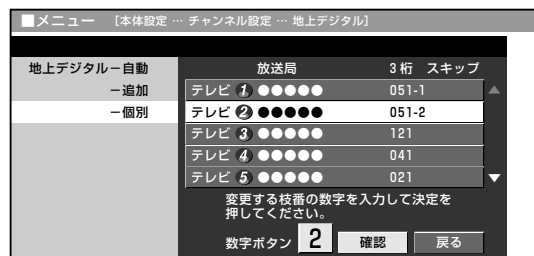 ■メニュー [本体設定 … チャンネル設定 … 地上デジタル]
地上デジタルー自動 放送局 3桁 スキップ
ー追加 テレビ ① ●●●●● 051-1
ー個別 テレビ ② ●●●●● 051-2
テレビ ③ ●●●●● 121
テレビ ④ ●●●●● 041
テレビ ⑤ ●●●●● 021
変更する枝番の数字を入力して決定を
押してください。
数字ボタン 2 確認 戻る